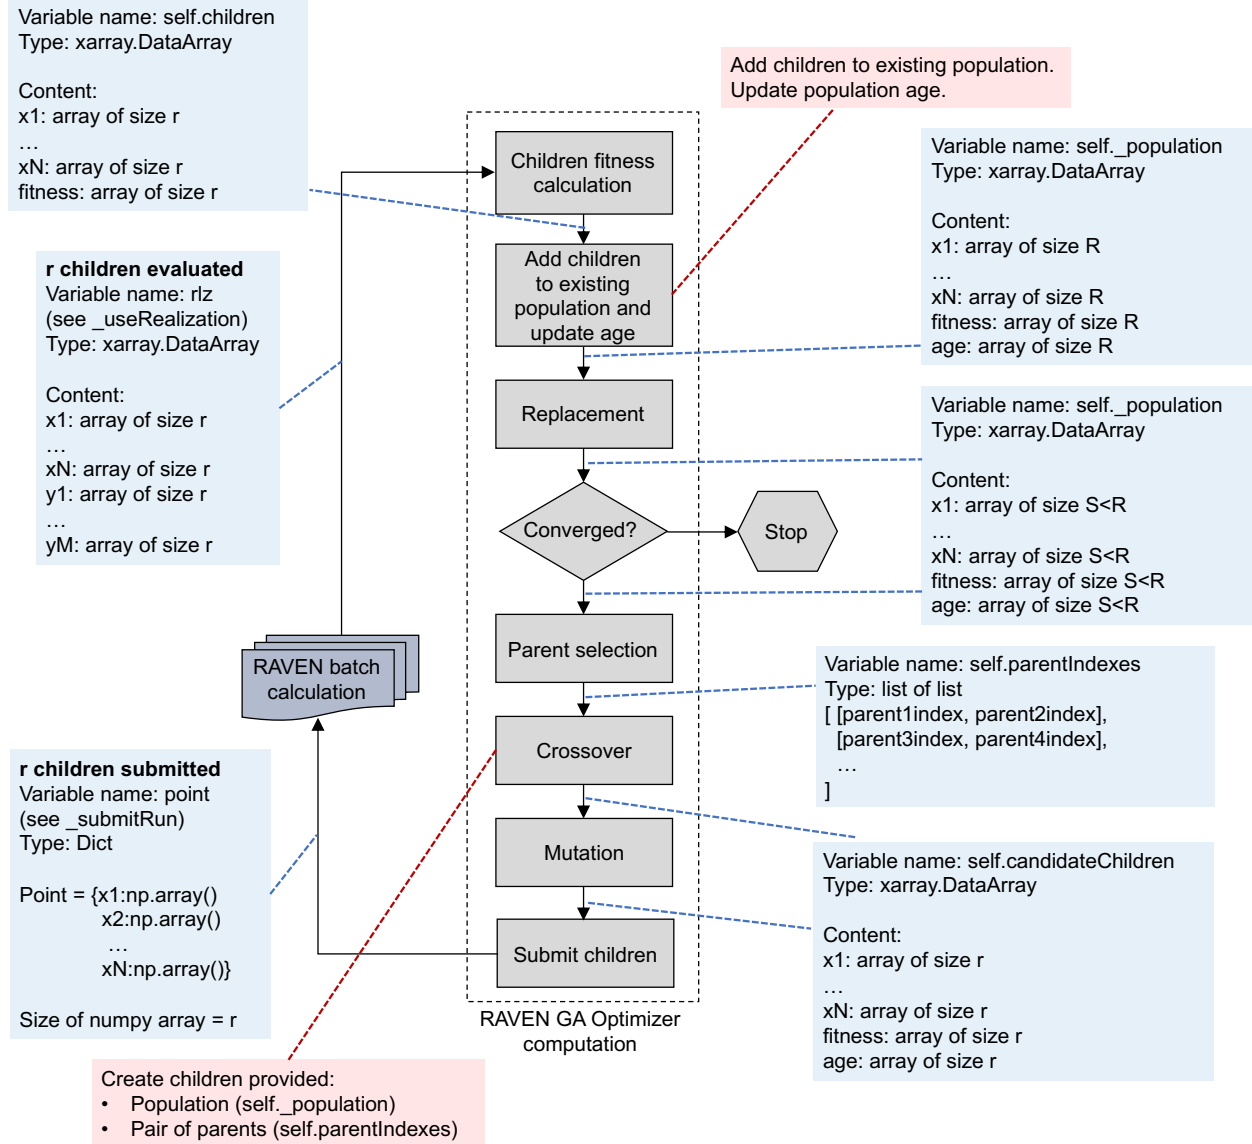 Variable name: self.children
Type: xarray.DataArray
Content:
x1: array of size r
…
xN: array of size r
fitness: array of size r
Add children to existing population.
Update population age.
Children fitness
calculation
Variable name: self._population
Type: xarray.DataArray
Content:
x1: array of size R
…
xN: array of size R
fitness: array of size R
age: array of size R
r children evaluated
Variable name: rlz
(see _useRealization)
Type: xarray.DataArray
Content:
x1: array of size r
…
xN: array of size r
y1: array of size r
…
yM: array of size r
Add children
to existing
population and
update age
Replacement
Variable name: self._population
Type: xarray.DataArray
Content:
x1: array of size S<R
…
xN: array of size S<R
fitness: array of size S<R
age: array of size S<R
Converged?
Stop
Parent selection
RAVEN batch
calculation
Variable name: self.parentIndexes
Type: list of list
[ [parent1index, parent2index],
[parent3index, parent4index],
…
]
Crossover
r children submitted
Variable name: point
(see _submitRun)
Type: Dict
Point = {x1:np.array()
x2:np.array()
…
xN:np.array()}
Size of numpy array = r
Mutation
Variable name: self.candidateChildren
Type: xarray.DataArray
Content:
x1: array of size r
…
xN: array of size r
fitness: array of size r
age: array of size r
Submit children
RAVEN GA Optimizer
computation
Create children provided:
• Population (self._population)
• Pair of parents (self.parentIndexes)